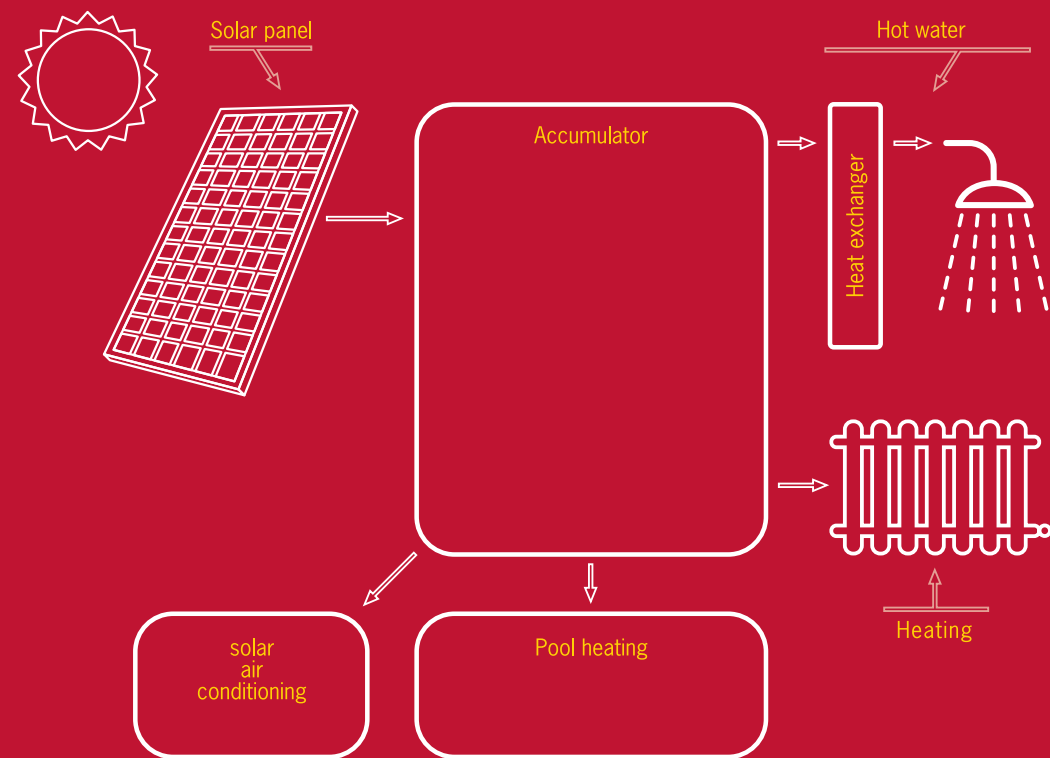 Solar panel
Hot water
Accumulator
Heat exchanger
Heating
solar
air
conditioning
Pool heating